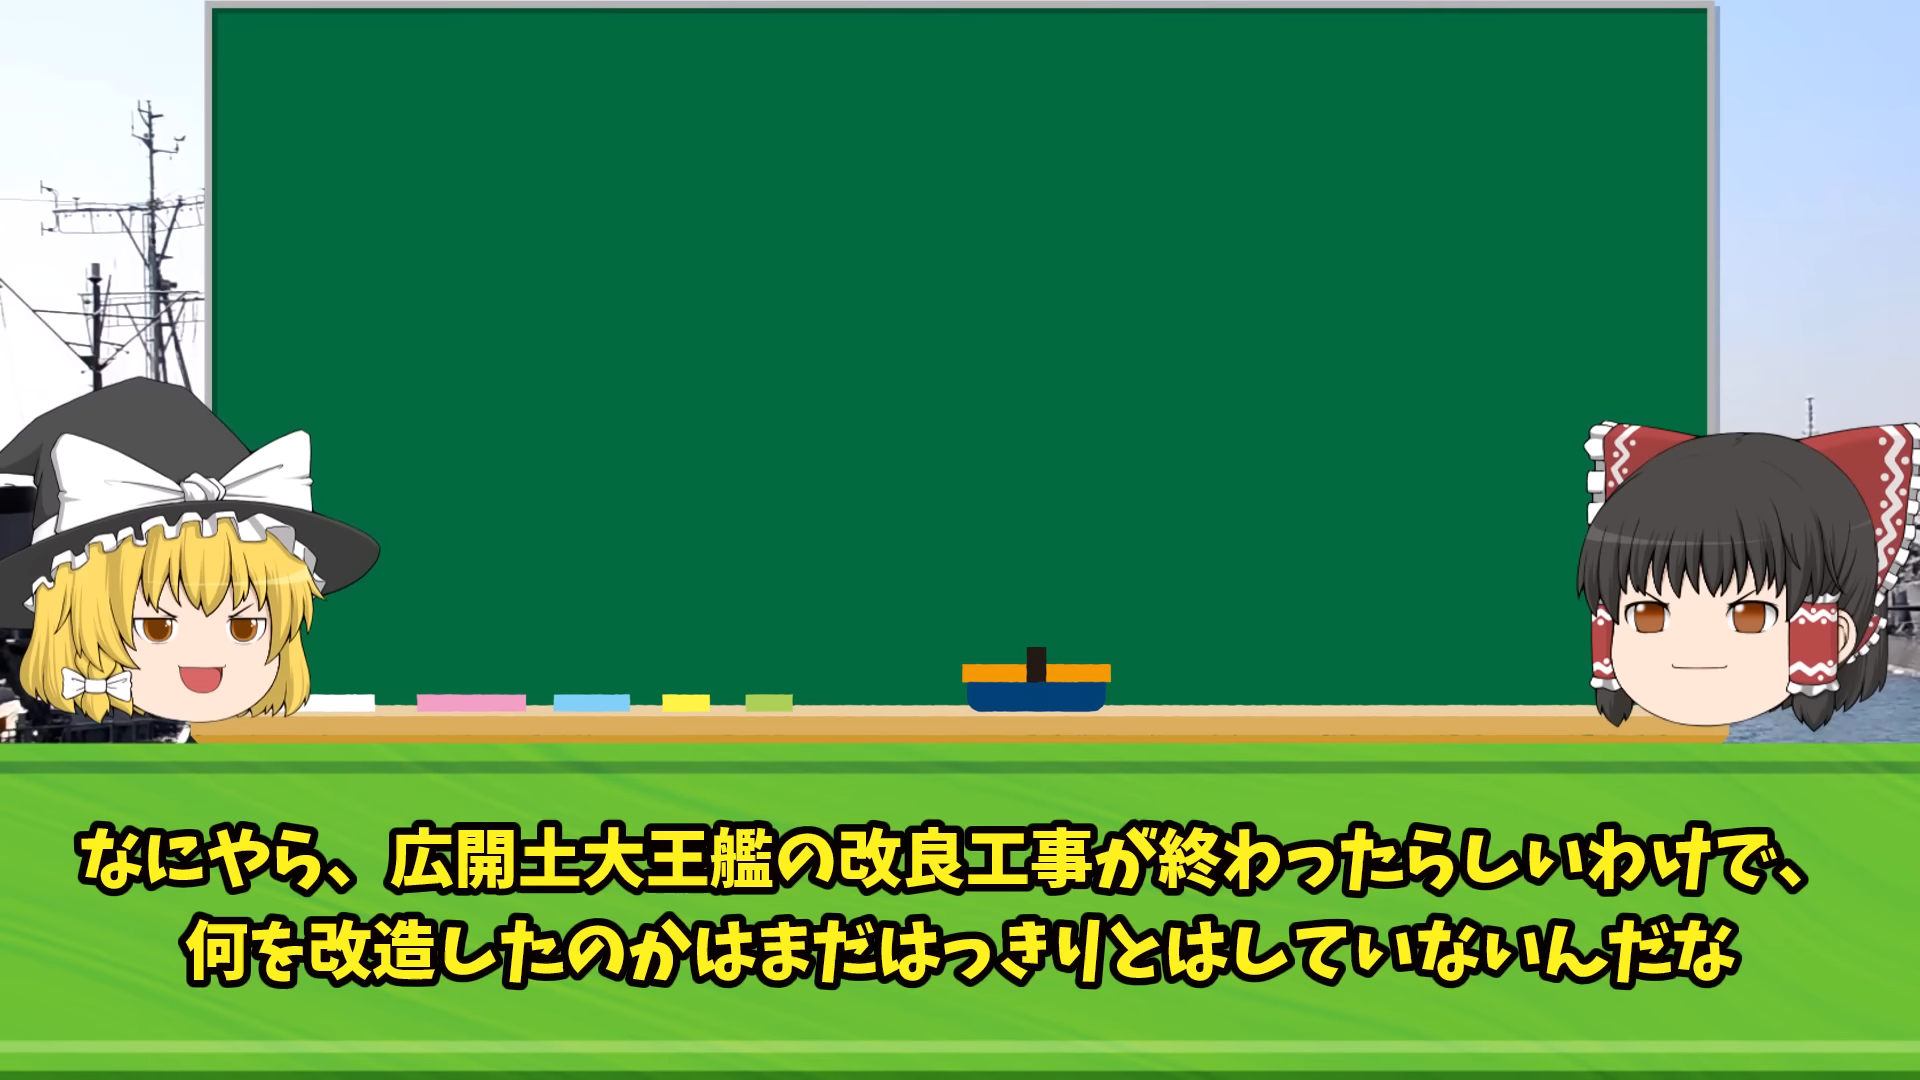 なにやら、広開土大王艦の改良工事が終わったらしいわけで、
何を改造したのかはまだはっきりとはしていないんだな